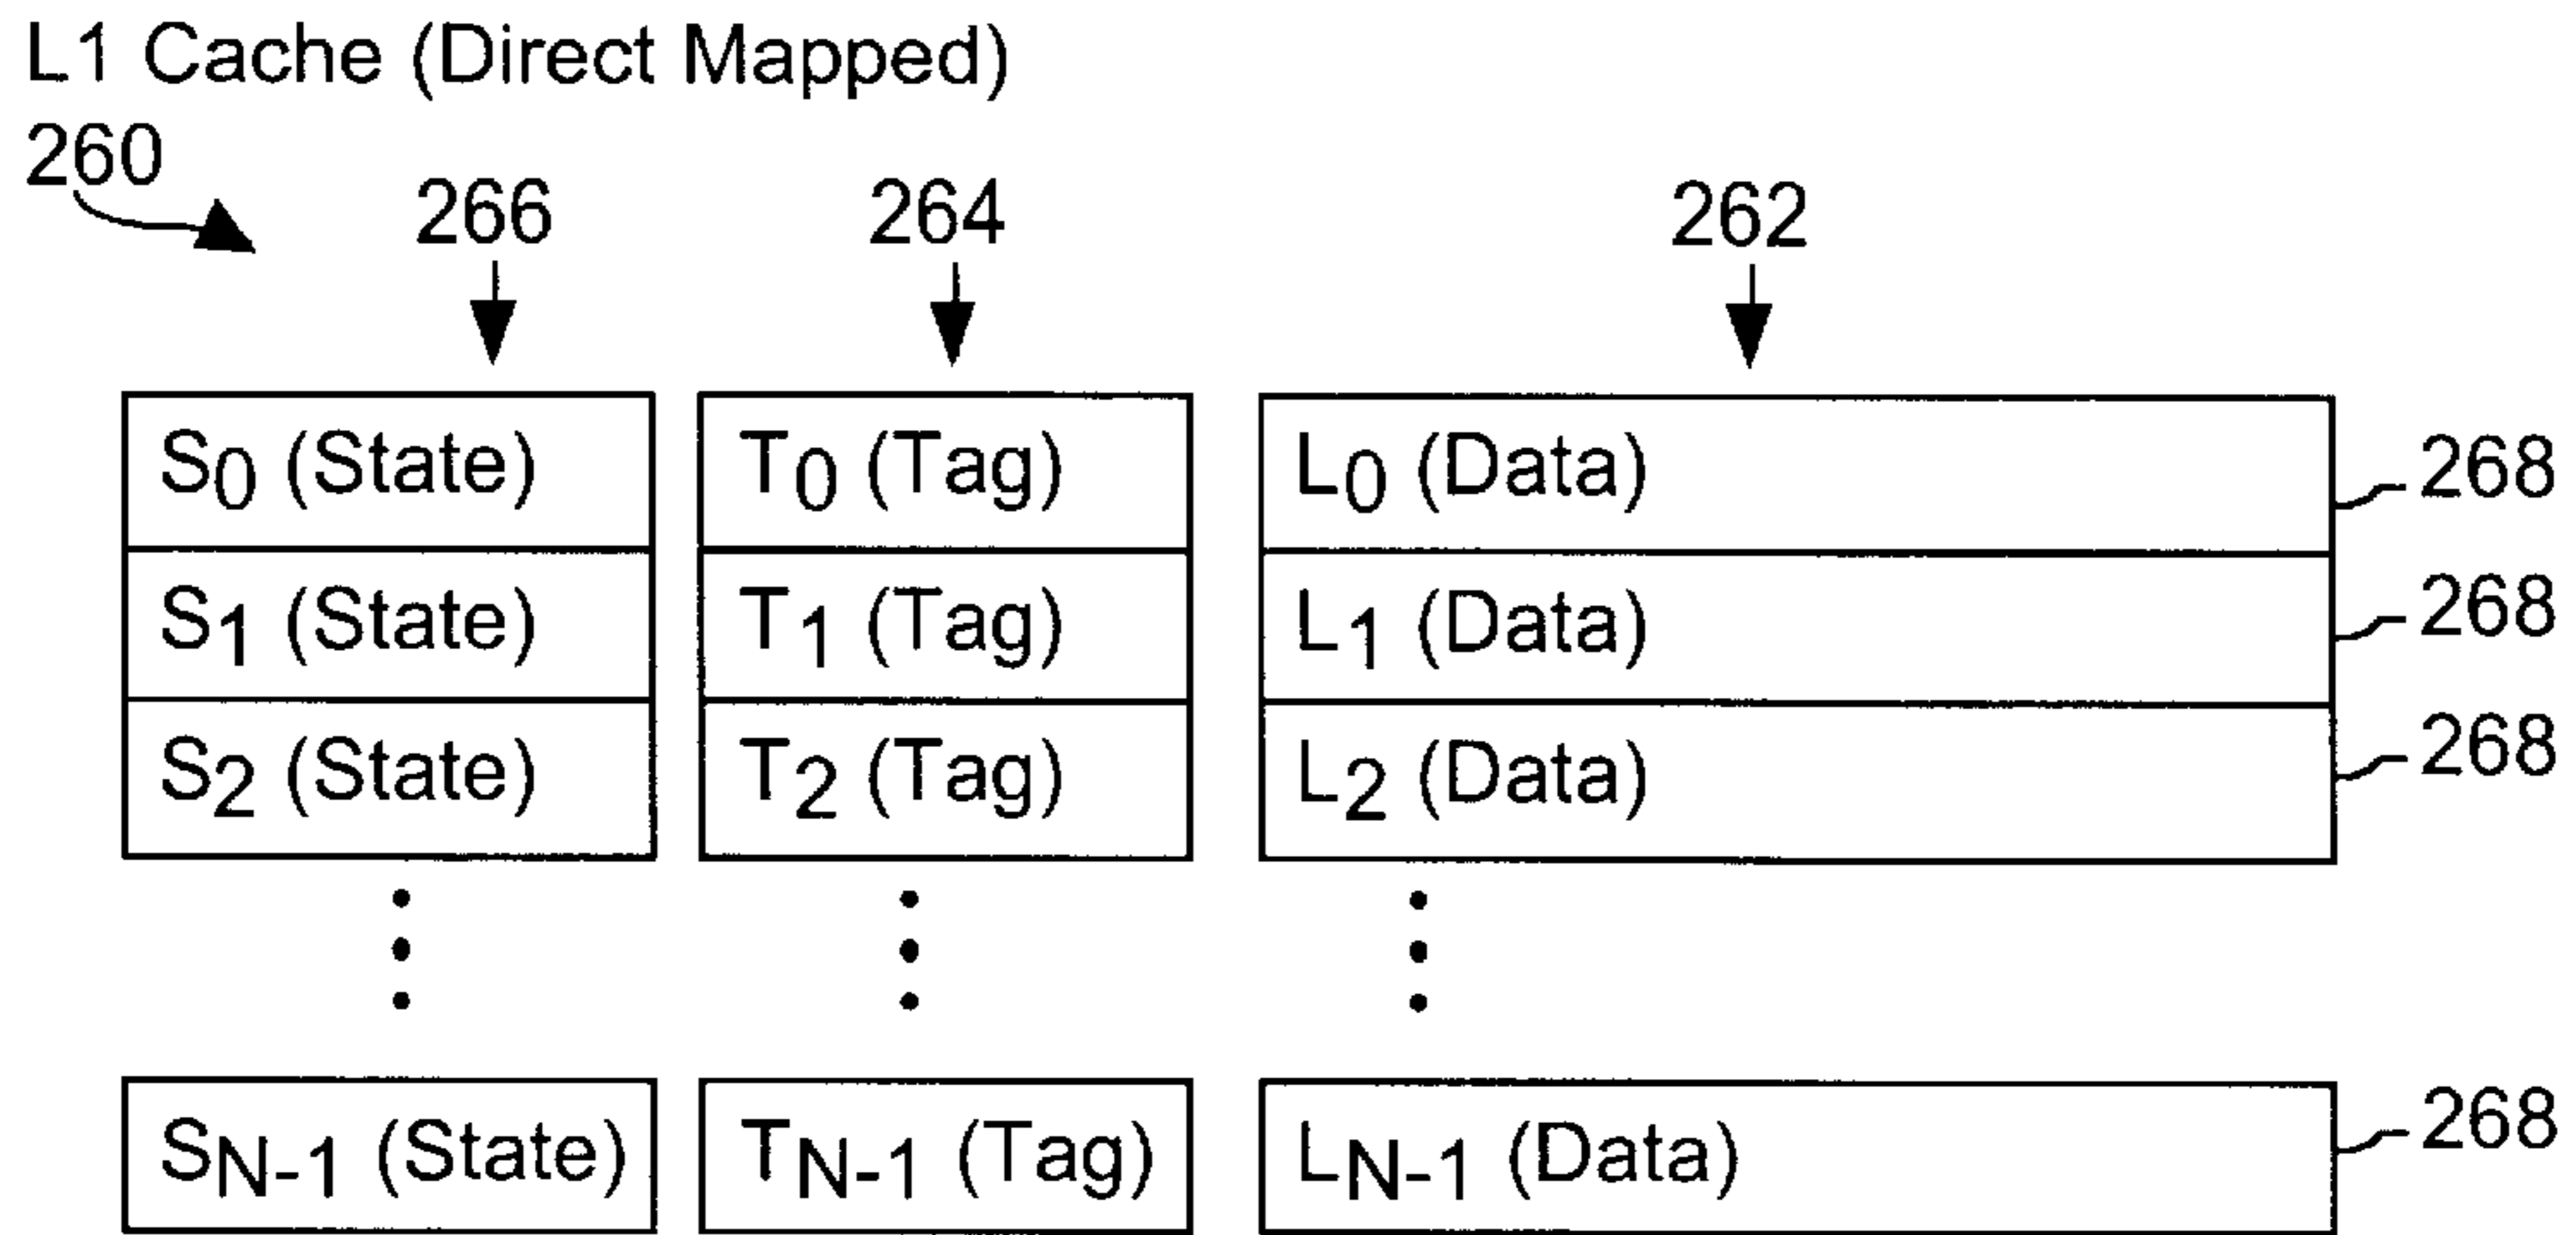 L1 Cache (Direct Mapped)
260
266 264 262
S0 (State) T0 (Tag) L0 (Data) 268
S1 (State) T1 (Tag) L1 (Data) 268
S2 (State) T2 (Tag) L2 (Data) 268
SN-1 (State) TN-1 (Tag) LN-1 (Data) 268